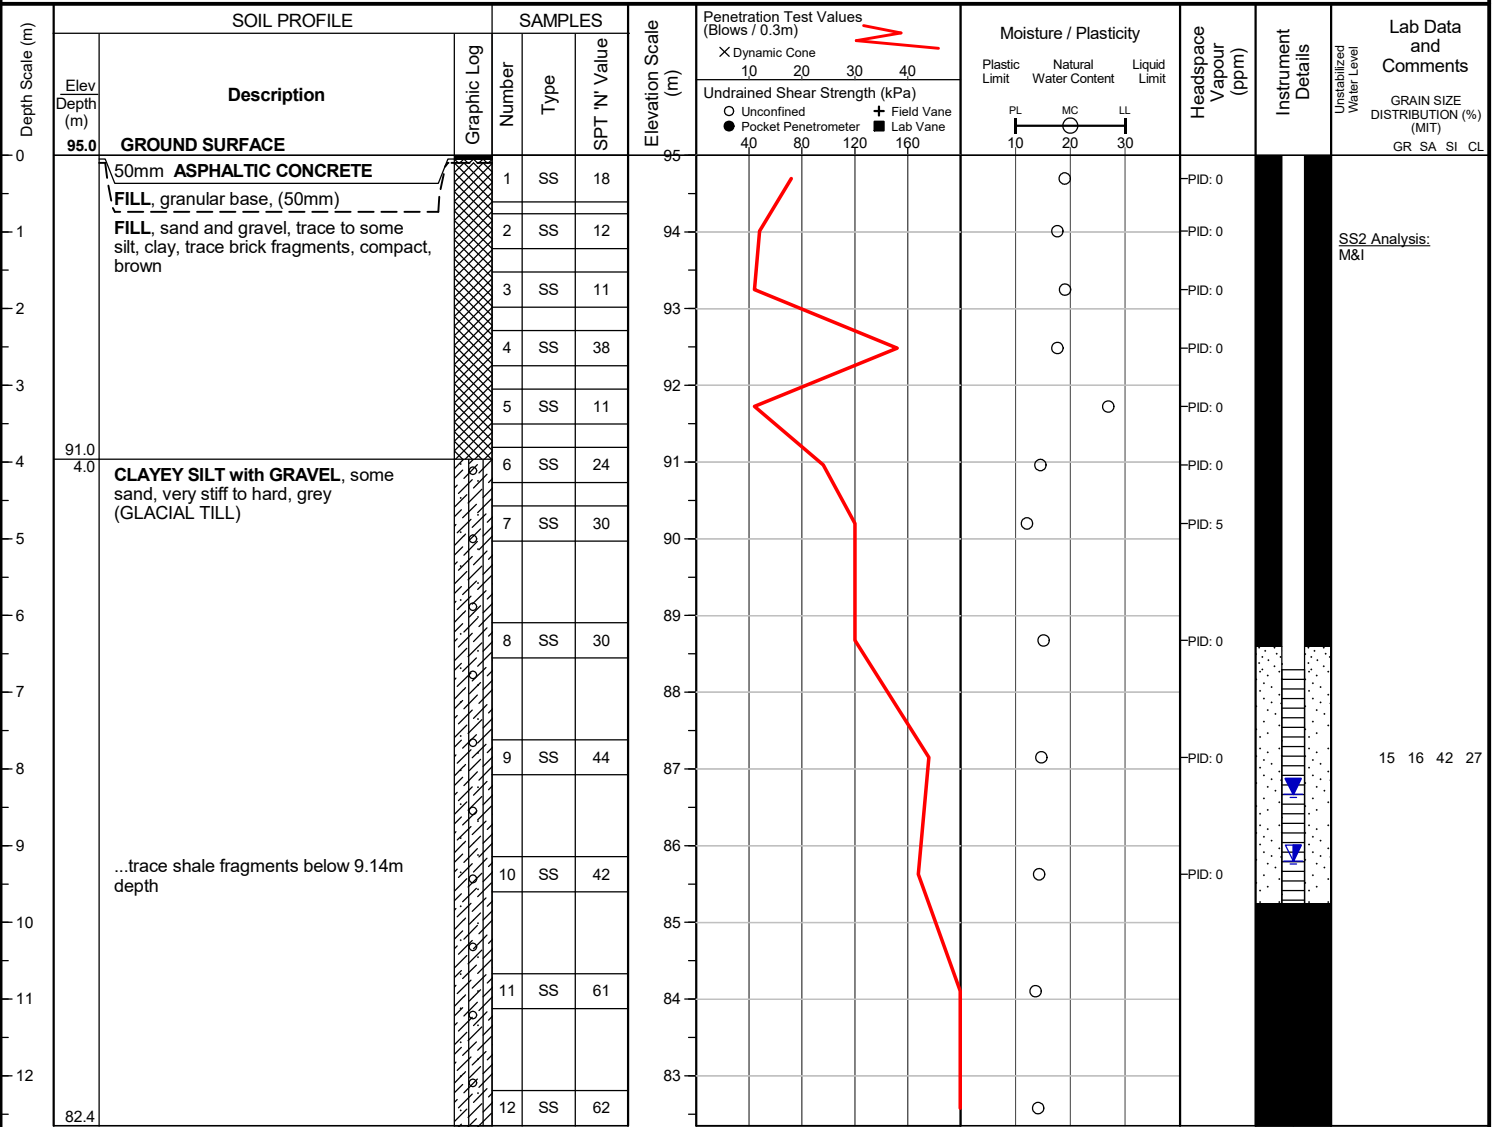 SOIL PROFILE
SAMPLES
Depth Scale (m)
Elev
Depth
(m)
Description
Graphic Log
Number
Type
SPT 'N' Value
Elevation Scale
(m)
Penetration Test Values
(Blows / 0.3m)
Dynamic Cone
10 20 30 40
Undrained Shear Strength (kPa)
Unconfined Field Vane
Pocket Penetrometer Lab Vane
40 80 120 160
Moisture / Plasticity
Plastic
Limit
Natural
Water Content
Liquid
Limit
PL MC LL
10 20 30
Headspace
Vapour
(ppm)
Instrument
Details
Unstabilized
Water Level
Lab Data
and
Comments
GRAIN SIZE
DISTRIBUTION (%)
(MIT)
GR SA SI CL
95.0 GROUND SURFACE
0
95
50mm ASPHALTIC CONCRETE
1 SS 18
PID: 0
FILL, granular base, (50mm)
FILL, sand and gravel, trace to some
silt, clay, trace brick fragments, compact,
brown
1
2 SS 12
94
PID: 0
SS2 Analysis:
M&I
3 SS 11
PID: 0
2
93
4 SS 38
PID: 0
3
92
5 SS 11
PID: 0
91.0
4
4.0
CLAYEY SILT with GRAVEL, some
sand, very stiff to hard, grey
(GLACIAL TILL)
6 SS 24
91
PID: 0
7 SS 30
PID: 5
5
90
6
89
8 SS 30
PID: 0
7
88
9 SS 44
PID: 0
15 16 42 27
8
87
9
86
...trace shale fragments below 9.14m
depth
10 SS 42
PID: 0
10
85
11 SS 61
11
84
12
83
12 SS 62
82.4